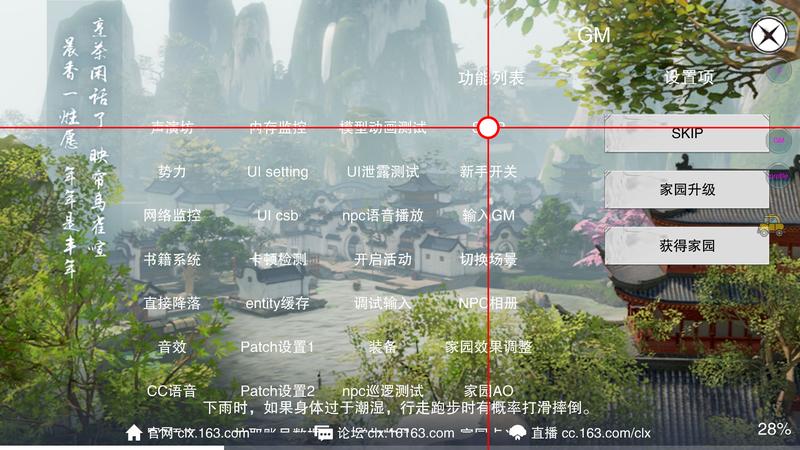 烹茶闲话了 映帘鸟雀喧
晨香一炷愿 年年是丰年
GM
功能列表
设置项
声演坊 内存监控 模型动画测试
势力 UI setting UI泄露测试 新手开关
网络监控 UI csb npc语音播放 输入GM
书籍系统 卡顿检测 开启活动 切换场景
直接降落 entity缓存 调试输入 NPC相册
音效 Patch设置1 装备 家园效果调整
CC语音 Patch设置2 npc巡逻测试 家园AO
SKIP
家园升级
获得家园
下雨时，如果身体过于潮湿，行走跑步时有概率打滑摔倒。
官网 clx.163.com
论坛 clx.16163.com
直播 cc.163.com/clx
28%